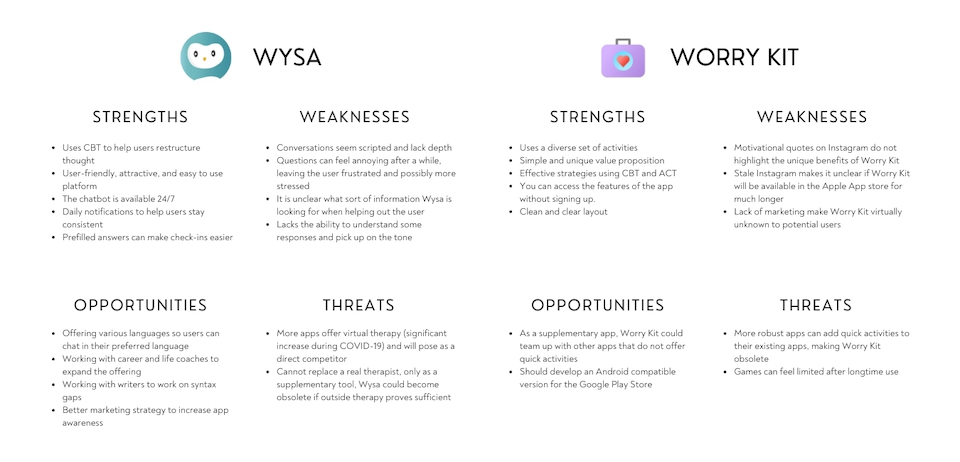 WYSA
STRENGTHS
• Uses CBT to help users restructure
thought
• User-friendly, attractive, and easy to use
platform
• The chatbot is available 24/7
• Daily notifications to help users stay
consistent
• Prefilled answers can make check-ins easier
WEAKNESSES
• Conversations seem scripted and lack depth
• Questions can feel annoying after a while,
leaving the user frustrated and possibly more
stressed
• It is unclear what sort of information Wysa is
looking for when helping out the user
• Lacks the ability to understand some
responses and pick up on the tone
OPPORTUNITIES
• Offering various languages so users can
chat in their preferred language
• Working with career and life coaches to
expand the offering
• Working with writers to work on syntax
gaps
• Better marketing strategy to increase app
awareness
THREATS
• More apps offer virtual therapy (significant
increase during COVID-19) and will pose as a
direct competitor
• Cannot replace a real therapist, only as a
supplementary tool, Wysa could become
obsolete if outside therapy proves sufficient
WORRY KIT
STRENGTHS
• Uses a diverse set of activities
• Simple and unique value proposition
• Effective strategies using CBT and ACT
• You can access the features of the app
without signing up.
• Clean and clear layout
WEAKNESSES
• Motivational quotes on Instagram do not
highlight the unique benefits of Worry Kit
• Stale Instagram makes it unclear if Worry Kit
will be available in the Apple App store for
much longer
• Lack of marketing make Worry Kit virtually
unknown to potential users
OPPORTUNITIES
• As a supplementary app, Worry Kit could
team up with other apps that do not offer
quick activities
• Should develop an Android compatible
version for the Google Play Store
THREATS
• More robust apps can add quick activities to
their existing apps, making Worry Kit
obsolete
• Games can feel limited after longtime use